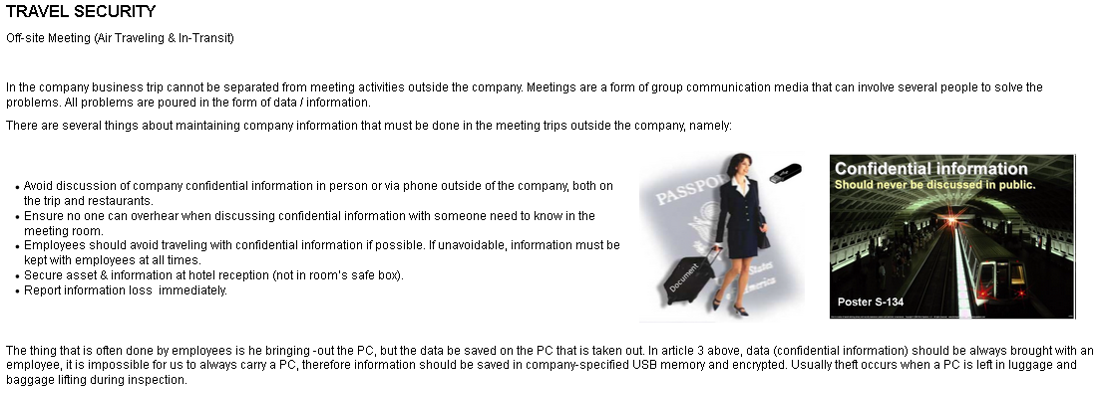 TRAVEL SECURITY
Off-site Meeting (Air Traveling & In-Transit)
In the company business trip cannot be separated from meeting activities outside the company. Meetings are a form of group communication media that can involve several people to solve the
problems. All problems are poured in the form of data / information.
There are several things about maintaining company information that must be done in the meeting trips outside the company, namely:
• Avoid discussion of company confidential information in person or via phone outside of the company, both on
the trip and restaurants.
• Ensure no one can overhear when discussing confidential information with someone need to know in the
meeting room.
• Employees should avoid traveling with confidential information if possible. If unavoidable, information must be
kept with employees at all times.
• Secure asset & information at hotel reception (not in room's safe box).
• Report information loss immediately.
PASSPO
States
America
Document
Confidential information
Should never be discussed in public.
Poster S-134
The thing that is often done by employees is he bringing -out the PC, but the data be saved on the PC that is taken out. In article 3 above, data (confidential information) should be always brought with an
employee, it is impossible for us to always carry a PC, therefore information should be saved in company-specified USB memory and encrypted. Usually theft occurs when a PC is left in luggage and
baggage lifting during inspection.